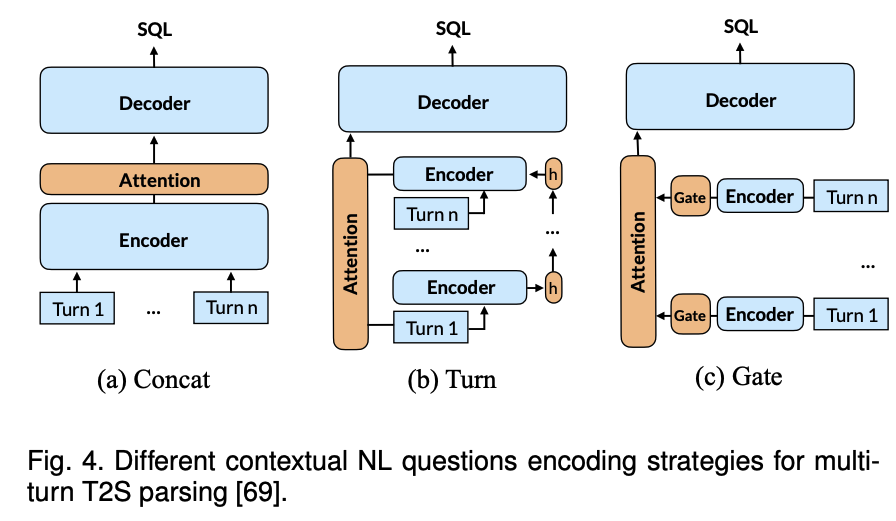 SQL
Decoder
Attention
Encoder
Turn 1
...
Turn n
(a) Concat
SQL
Decoder
Attention
Encoder
h
Turn n
...
...
Encoder
h
Turn 1
(b) Turn
SQL
Decoder
Attention
Gate
Encoder
Turn n
...
Gate
Encoder
Turn 1
(c) Gate
Fig. 4. Different contextual NL questions encoding strategies for multi-
turn T2S parsing [69].